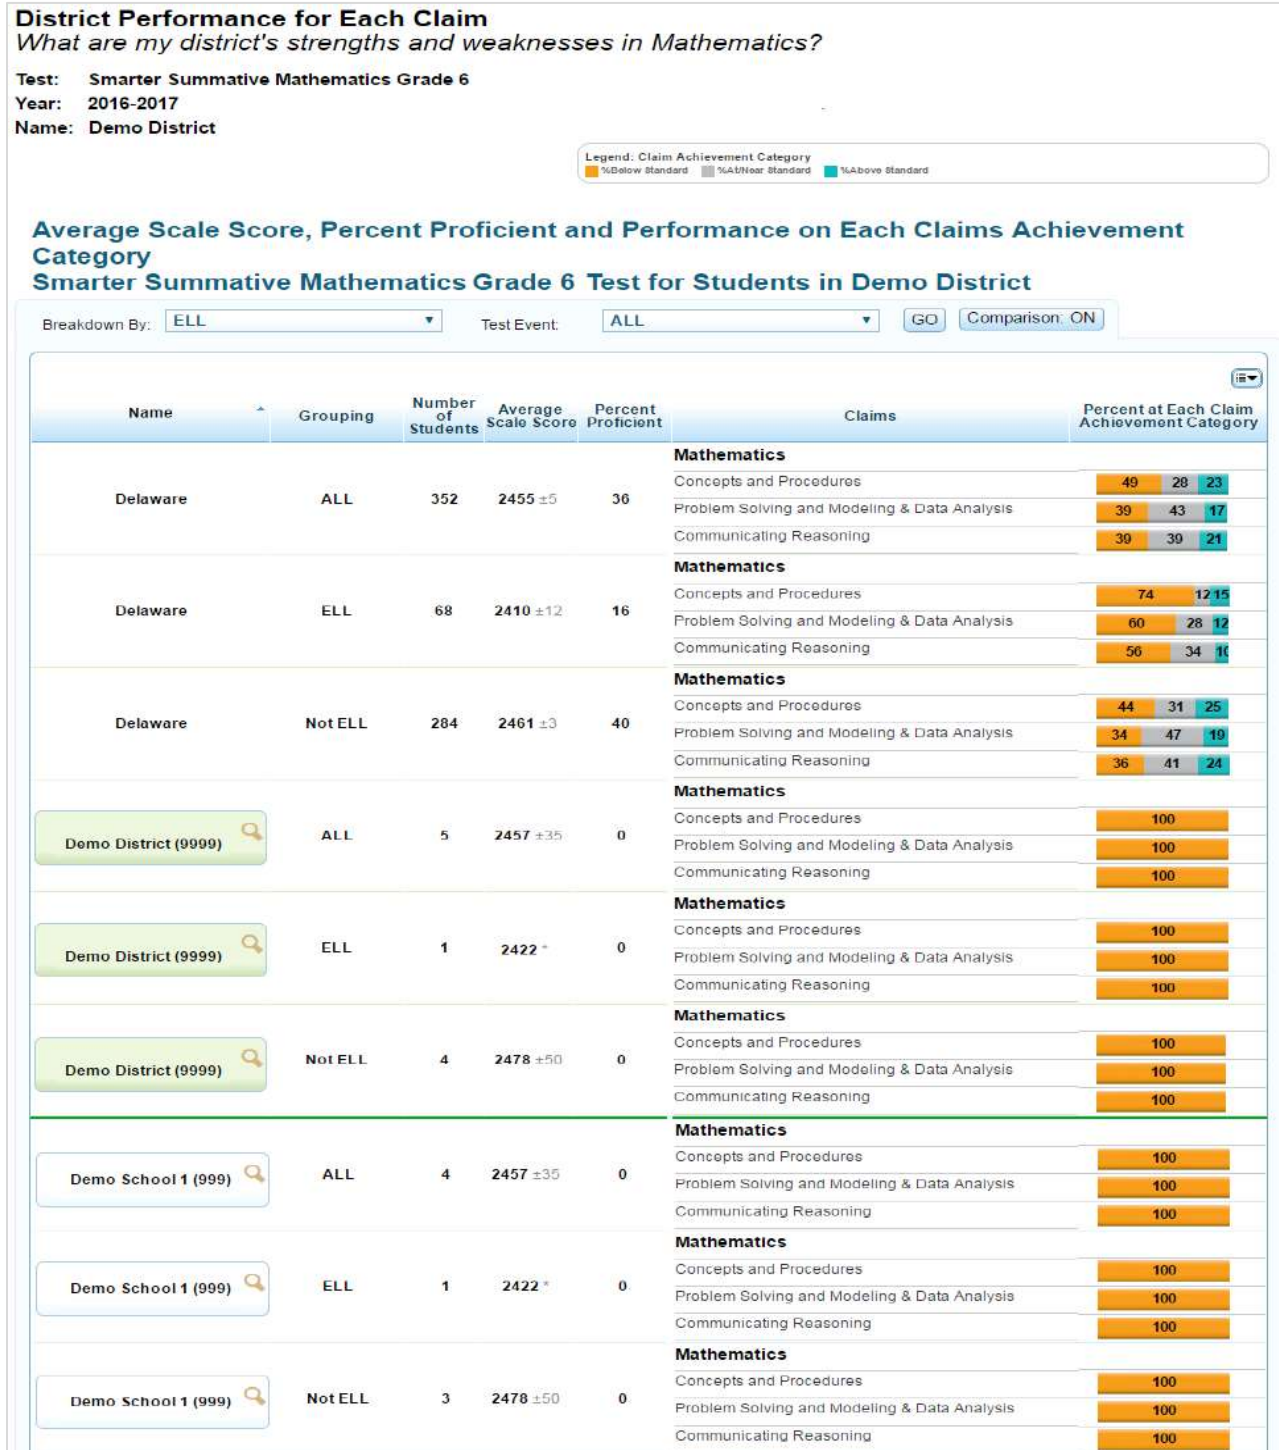 District Performance for Each Claim
What are my district's strengths and weaknesses in Mathematics?
Test: Smarter Summative Mathematics Grade 6
Year: 2016-2017
Name: Demo District
Legend: Claim Achievement Category
%Below Standard %At/Near Standard %Above Standard
Average Scale Score, Percent Proficient and Performance on Each Claims Achievement
Category
Smarter Summative Mathematics Grade 6 Test for Students in Demo District
Breakdown By: ELL Test Event: ALL GO Comparison: ON
Name Grouping Number of Students Average Scale Score Percent Proficient Claims Percent at Each Claim Achievement Category
Delaware ALL 352 2455 ±5 36
Mathematics
Concepts and Procedures 49 28 23
Problem Solving and Modeling & Data Analysis 39 43 17
Communicating Reasoning 39 39 21
Delaware ELL 68 2410 ±12 16
Mathematics
Concepts and Procedures 74 12 15
Problem Solving and Modeling & Data Analysis 60 28 12
Communicating Reasoning 56 34 10
Delaware Not ELL 284 2461 ±3 40
Mathematics
Concepts and Procedures 44 31 25
Problem Solving and Modeling & Data Analysis 34 47 19
Communicating Reasoning 36 41 24
Demo District (9999) ALL 5 2457 ±35 0
Mathematics
Concepts and Procedures 100
Problem Solving and Modeling & Data Analysis 100
Communicating Reasoning 100
Demo District (9999) ELL 1 2422 * 0
Mathematics
Concepts and Procedures 100
Problem Solving and Modeling & Data Analysis 100
Communicating Reasoning 100
Demo District (9999) Not ELL 4 2478 ±50 0
Mathematics
Concepts and Procedures 100
Problem Solving and Modeling & Data Analysis 100
Communicating Reasoning 100
Demo School 1 (999) ALL 4 2457 ±35 0
Mathematics
Concepts and Procedures 100
Problem Solving and Modeling & Data Analysis 100
Communicating Reasoning 100
Demo School 1 (999) ELL 1 2422 * 0
Mathematics
Concepts and Procedures 100
Problem Solving and Modeling & Data Analysis 100
Communicating Reasoning 100
Demo School 1 (999) Not ELL 3 2478 ±50 0
Mathematics
Concepts and Procedures 100
Problem Solving and Modeling & Data Analysis 100
Communicating Reasoning 100